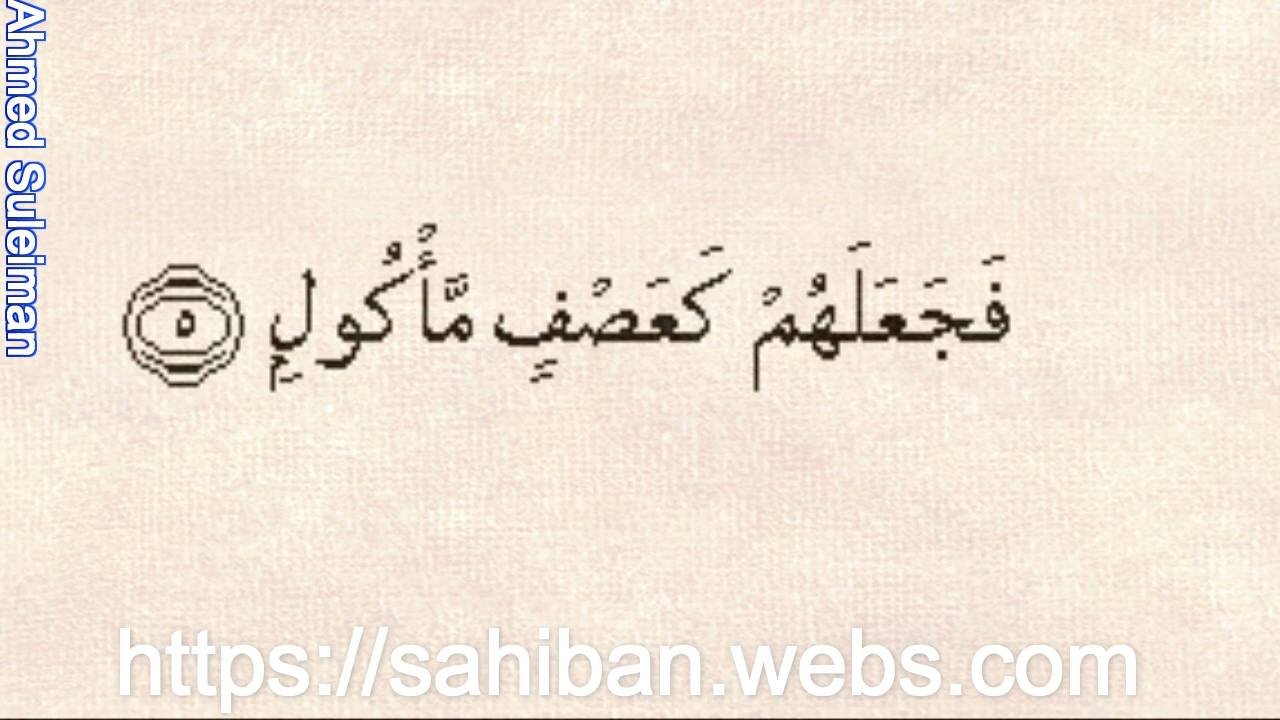 فَجَعَلَهُمْ كَعَصْفٍ مَّأْكُولٍ ٥
Ahmed Suleiman
https://sahiban.webs.com